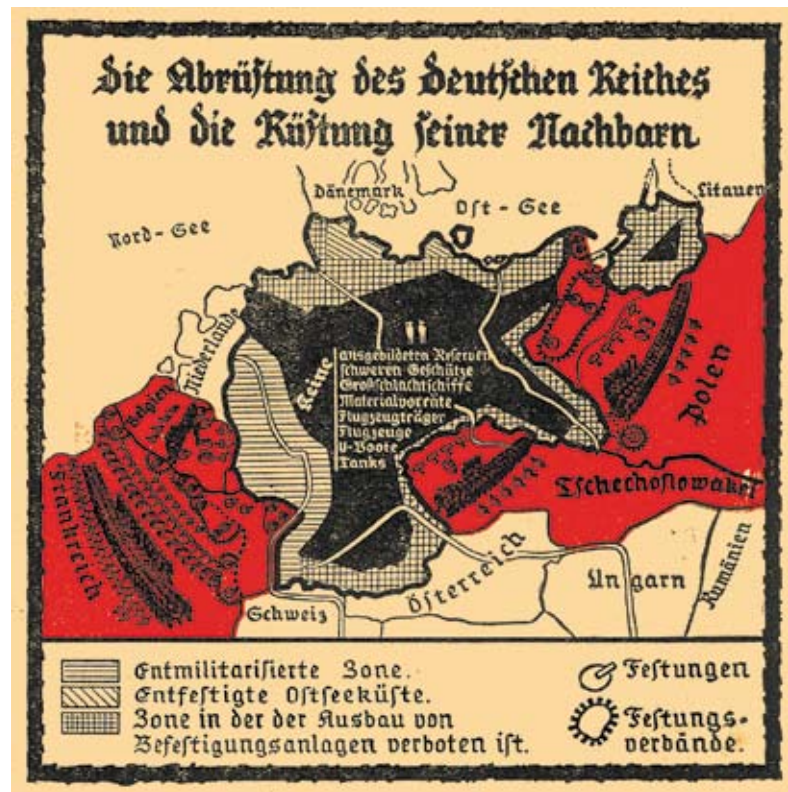 Die Abrüstung des Deutschen Reiches
und die Rüstung seiner Nachbarn
Dänemark
Litauen
Ost-See
Nord-See
Niederlande
Keine
ausgebildeten Reserven
schweren Geschütze
Großschlachtschiffe
Materialvorräte
Flugzeugträger
Flugzeuge
U-Boote
Tanks
Polen
Belgien
Tschechoslowakei
Frankreich
Österreich
Ungarn
Rumänien
Schweiz
Entmilitarisierte Zone.
Entfestigte Ostseeküste.
Zone in der der Ausbau von
Befestigungsanlagen verboten ist.
Festungen
Festungs-
verbände.